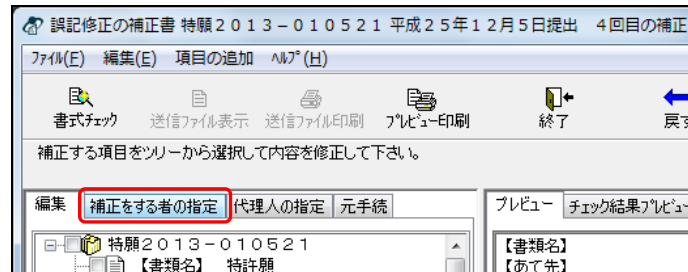 誤記修正の補正書 特願２０１３－０１０５２１ 平成２５年１２月５日提出　４回目の補正
ﾌｧｲﾙ(F)　編集(E)　項目の追加　ﾍﾙﾌﾟ(H)
書式ﾁｪｯｸ　送信ﾌｧｲﾙ表示　送信ﾌｧｲﾙ印刷　ﾌﾟﾚﾋﾞｭｰ印刷　終了　戻す
補正する項目をﾂﾘｰから選択して内容を修正して下さい。
編集　補正をする者の指定　代理人の指定　元手続　ﾌﾟﾚﾋﾞｭｰ　ﾁｪｯｸ結果ﾌﾟﾚﾋﾞｭｰ
特願２０１３－０１０５２１　【書類名】
【書類名】　特許願　【あて先】